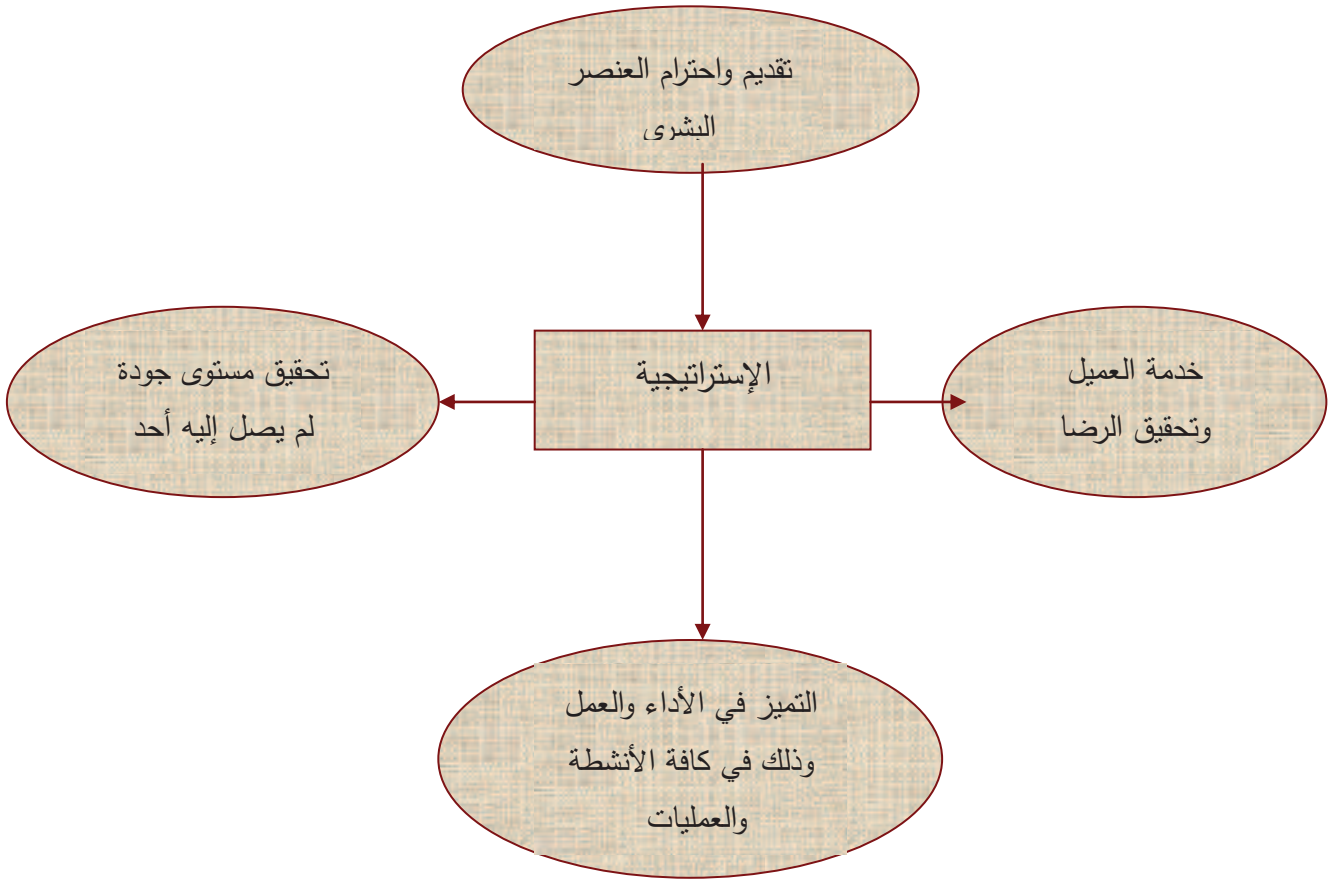 تقديم واحترام العنصر
البشرى
الإستراتيجية
خدمة العميل
وتحقيق الرضا
تحقيق مستوى جودة
لم يصل إليه أحد
التميز في الأداء والعمل
وذلك في كافة الأنشطة
والعمليات